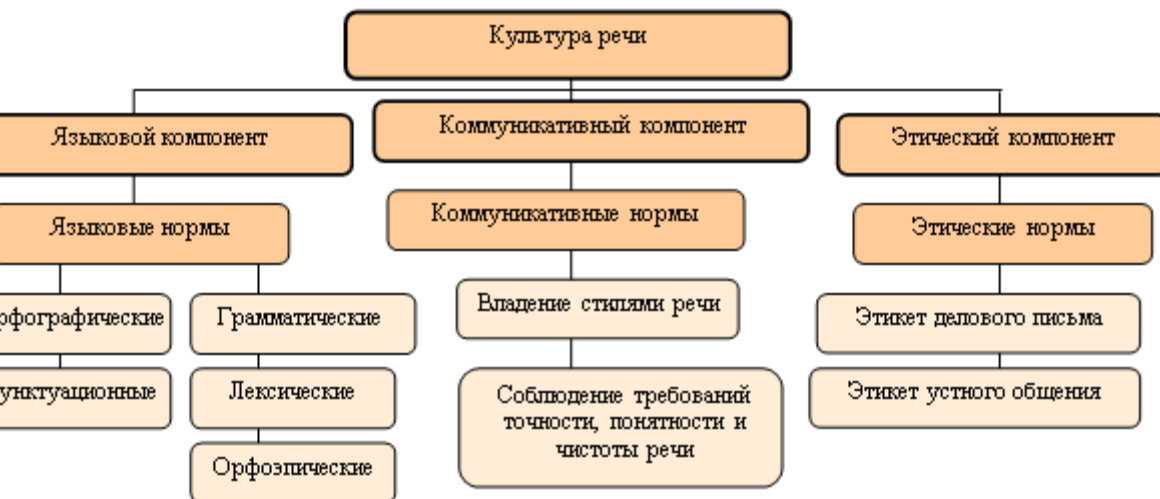 Культура речи
Языковой компонент
Коммуникативный компонент
Этический компонент
Языковые нормы
Коммуникативные нормы
Этические нормы
рфографические
Грамматические
Владение стилями речи
Этикет делового письма
унктуационные
Лексические
Соблюдение требований
точности, понятности и
чистоты речи
Этикет устного общения
Орфоэпические